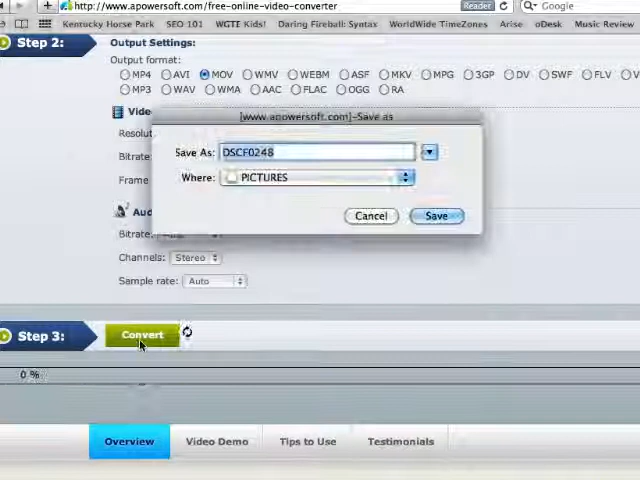 http://www.apowersoft.com/free-online-video-converter
Reader
Google
Kentucky Horse Park SEO 101 WGTE Kids! Daring Fireball: Syntax WorldWide TimeZones Arise oDesk Music Review
Step 2:
Output Settings:
Output format:
MP4 AVI MOV WMV WEBM ASF MKV MPG 3GP DV SWF FLV V
MP3 WAV WMA AAC FLAC OGG RA
[www.apowersoft.com]-Save as
Save As: DSCF0248
Where: PICTURES
Cancel Save
Bitrate:
Frame
Bitrate:
Channels: Stereo
Sample rate: Auto
Step 3:
Convert
0 %
Overview Video Demo Tips to Use Testimonials